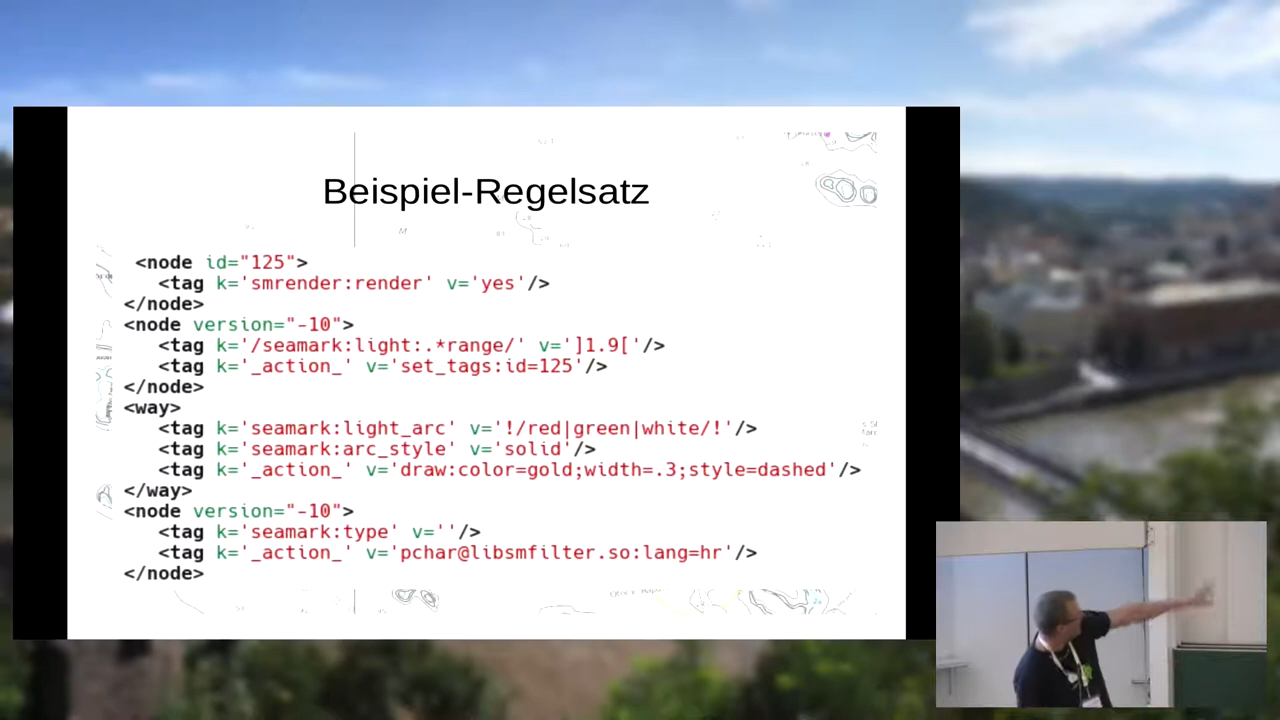 Beispiel-Regelsatz
<node id="125">
<tag k='smrender:render' v='yes'/>
</node>
<node version="-10">
<tag k='/seamark:light:.*range/' v=']1.9['/>
<tag k='_action_' v='set_tags:id=125'/>
</node>
<way>
<tag k='seamark:light_arc' v='!/red|green|white/!'/>
<tag k='seamark:arc_style' v='solid'/>
<tag k='_action_' v='draw:color=gold;width=.3;style=dashed'/>
</way>
<node version="-10">
<tag k='seamark:type' v=''/>
<tag k='_action_' v='pchar@libsmfilter.so:lang=hr'/>
</node>